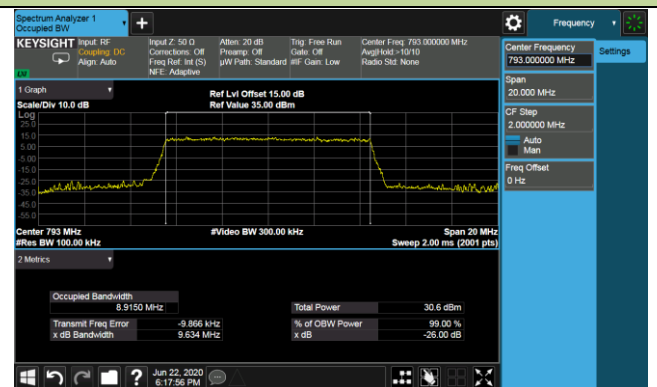 Spectrum Analyzer 1
Occupied BW
Frequency
KEYSIGHT Input: RF
Coupling: DC
Align: Auto
Input Z: 50 Ω
Corrections: Off
Freq Ref: Int (S)
NFE: Adaptive
Atten: 20 dB
Preamp: Off
µW Path: Standard
Trig: Free Run
Gate: Off
#IF Gain: Low
Center Freq: 793.000000 MHz
Avg|Hold:>10/10
Radio Std: None
1 Graph
Scale/Div 10.0 dB
Ref Lvl Offset 15.00 dB
Ref Value 35.00 dBm
Log
25.0
15.0
5.00
-5.00
-15.0
-25.0
-35.0
-45.0
-55.0
Center 793 MHz
#Res BW 100.00 kHz
#Video BW 300.00 kHz
Span 20 MHz
Sweep 2.00 ms (2001 pts)
2 Metrics
Occupied Bandwidth
8.9150 MHz
Transmit Freq Error -9.866 kHz
x dB Bandwidth 9.634 MHz
Total Power 30.6 dBm
% of OBW Power 99.00 %
x dB -26.00 dB
Center Frequency
793.000000 MHz
Span
20.000 MHz
CF Step
2.000000 MHz
Auto
Man
Freq Offset
0 Hz
Settings
Jun 22, 2020
6:17:56 PM